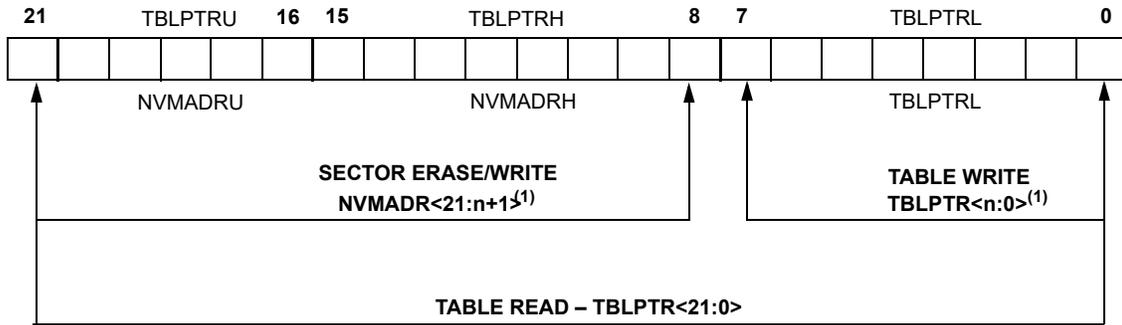 21 TBLPTRU 16 15 TBLPTRH 8 7 TBLPTRL 0
NVMADRU NVMADRH TBLPTRL
SECTOR ERASE/WRITE
NVMADR<21:n+1>(1)
TABLE WRITE
TBLPTR<n:0>(1)
TABLE READ – TBLPTR<21:0>